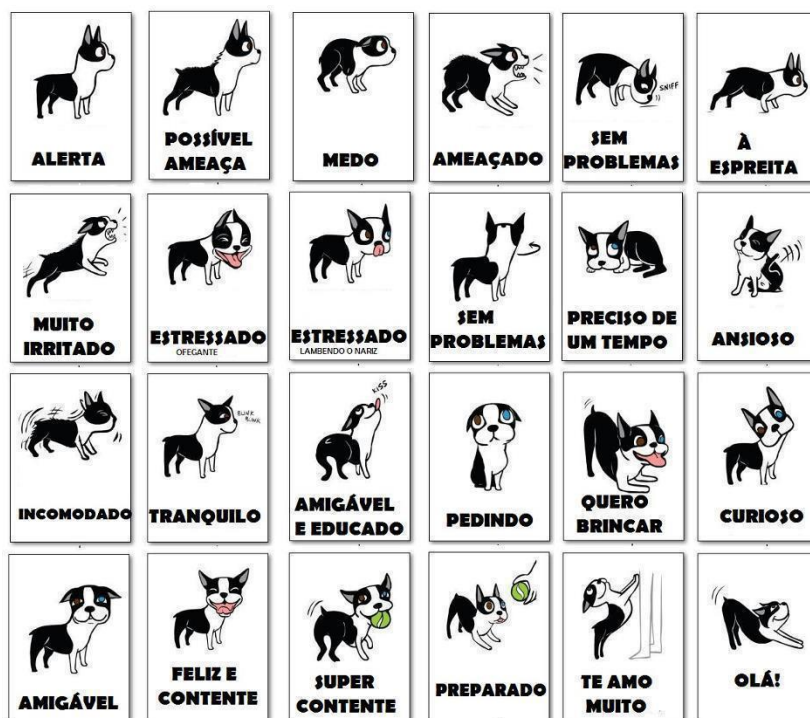 ALERTA
POSSÍVEL
AMEAÇA
MEDO
AMEAÇADO
SNIFF
SEM
PROBLEMAS
À
ESPREITA
MUITO
IRRITADO
ESTRESSADO
OFEGANTE
ESTRESSADO
LAMBENDO O NARIZ
SEM
PROBLEMAS
PRECISO DE
UM TEMPO
ANSIOSO
INCOMODADO
BLINK
BLINK
TRANQUILO
KISS
AMIGÁVEL
E EDUCADO
PEDINDO
QUERO
BRINCAR
CURIOSO
AMIGÁVEL
FELIZ E
CONTENTE
SUPER
CONTENTE
PREPARADO
TE AMO
MUITO
OLÁ!